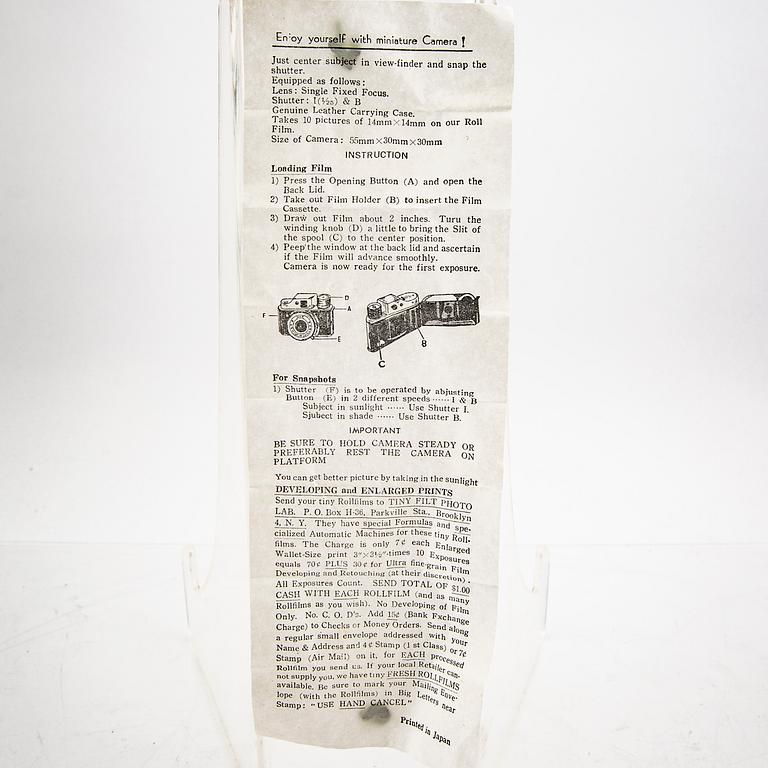 Enjoy yourself with miniature Camera !
Just center subject in view-finder and snap the
shutter.
Equipped as follows:
Lens: Single Fixed Focus.
Shutter: I(½s) & B
Genuine Leather Carrying Case.
Takes 10 pictures of 14mm×14mm on our Roll
Film.
Size of Camera: 55mm×30mm×30mm
INSTRUCTION
Loading Film
1) Press the Opening Button (A) and open the
Back Lid.
2) Take out Film Holder (B) to insert the Film
Cassette.
3) Draw out Film about 2 inches. Turu the
winding knob (D) a little to bring the Slit of
the spool (C) to the center position.
4) Peep the window at the back lid and ascertain
if the Film will advance smoothly.
Camera is now ready for the first exposure.
D
A
F
E
B
C
For Snapshots
1) Shutter (F) is to be operated by adjusting
Button (E) in 2 different speeds ...... I & B
Subject in sunlight ...... Use Shutter I.
Sjubect in shade ...... Use Shutter B.
IMPORTANT
BE SURE TO HOLD CAMERA STEADY OR
PREFERABLY REST THE CAMERA ON
PLATFORM
You can get better picture by taking in the sunlight
DEVELOPING and ENLARGED PRINTS
Send your tiny Rollfilms to TINY FILT PHOTO
LAB. P. O. Box H-36, Parkville Sta., Brooklyn
4, N. Y. They have special Formulas and spe-
cialized Automatic Machines for these tiny Roll-
films. The Charge is only 7¢ each Enlarged
Wallet-Size print 3"×3½"-times 10 Exposures
equals 70¢ PLUS 30¢ for Ultra fine-grain Film
Developing and Retouching (at their discretion).
All Exposures Count. SEND TOTAL OF $1.00
CASH WITH EACH ROLLFILM (and as many
Rollfilms as you wish). No Developing of Film
Only. No. C. O. D's. Add 15¢ (Bank Fxchange
Charge) to Checks or Money Orders. Send along
a regular small envelope addressed with your
Name & Address and 4¢ Stamp (1st Class) or 7¢
Stamp (Air Mail) on it, for EACH processed
Rollfilm you send us. If your local Retailer can-
not supply you, we have tiny FRESH ROLLFILMS
available. Be sure to mark your Mailing Enve-
lope (with the Rollfilms) in Big Letters near
Stamp: "USE HAND CANCEL"
Printed in Japan